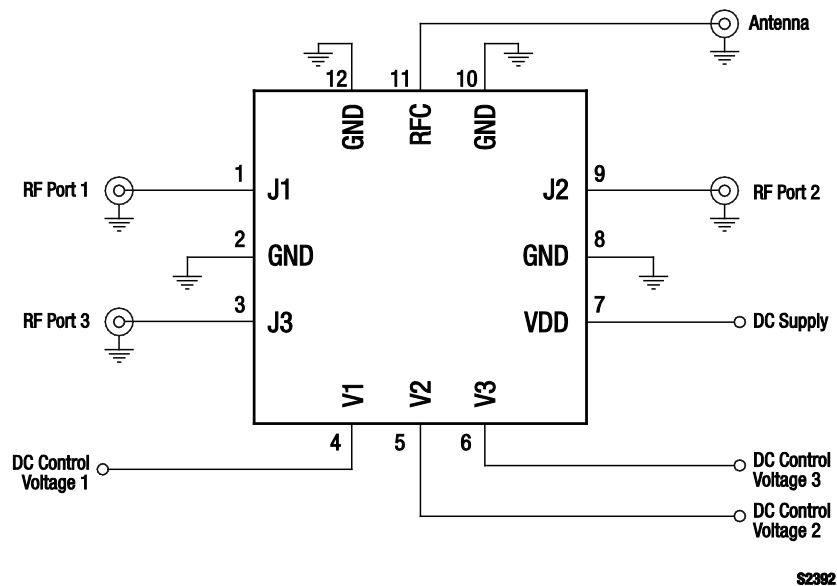 Antenna
12
11
10
GND
RFC
GND
RF Port 1
1
J1
J2
9
RF Port 2
2
GND
GND
8
RF Port 3
3
J3
VDD
7
DC Supply
V1
V2
V3
4
5
6
DC Control
Voltage 1
DC Control
Voltage 3
DC Control
Voltage 2
S2392